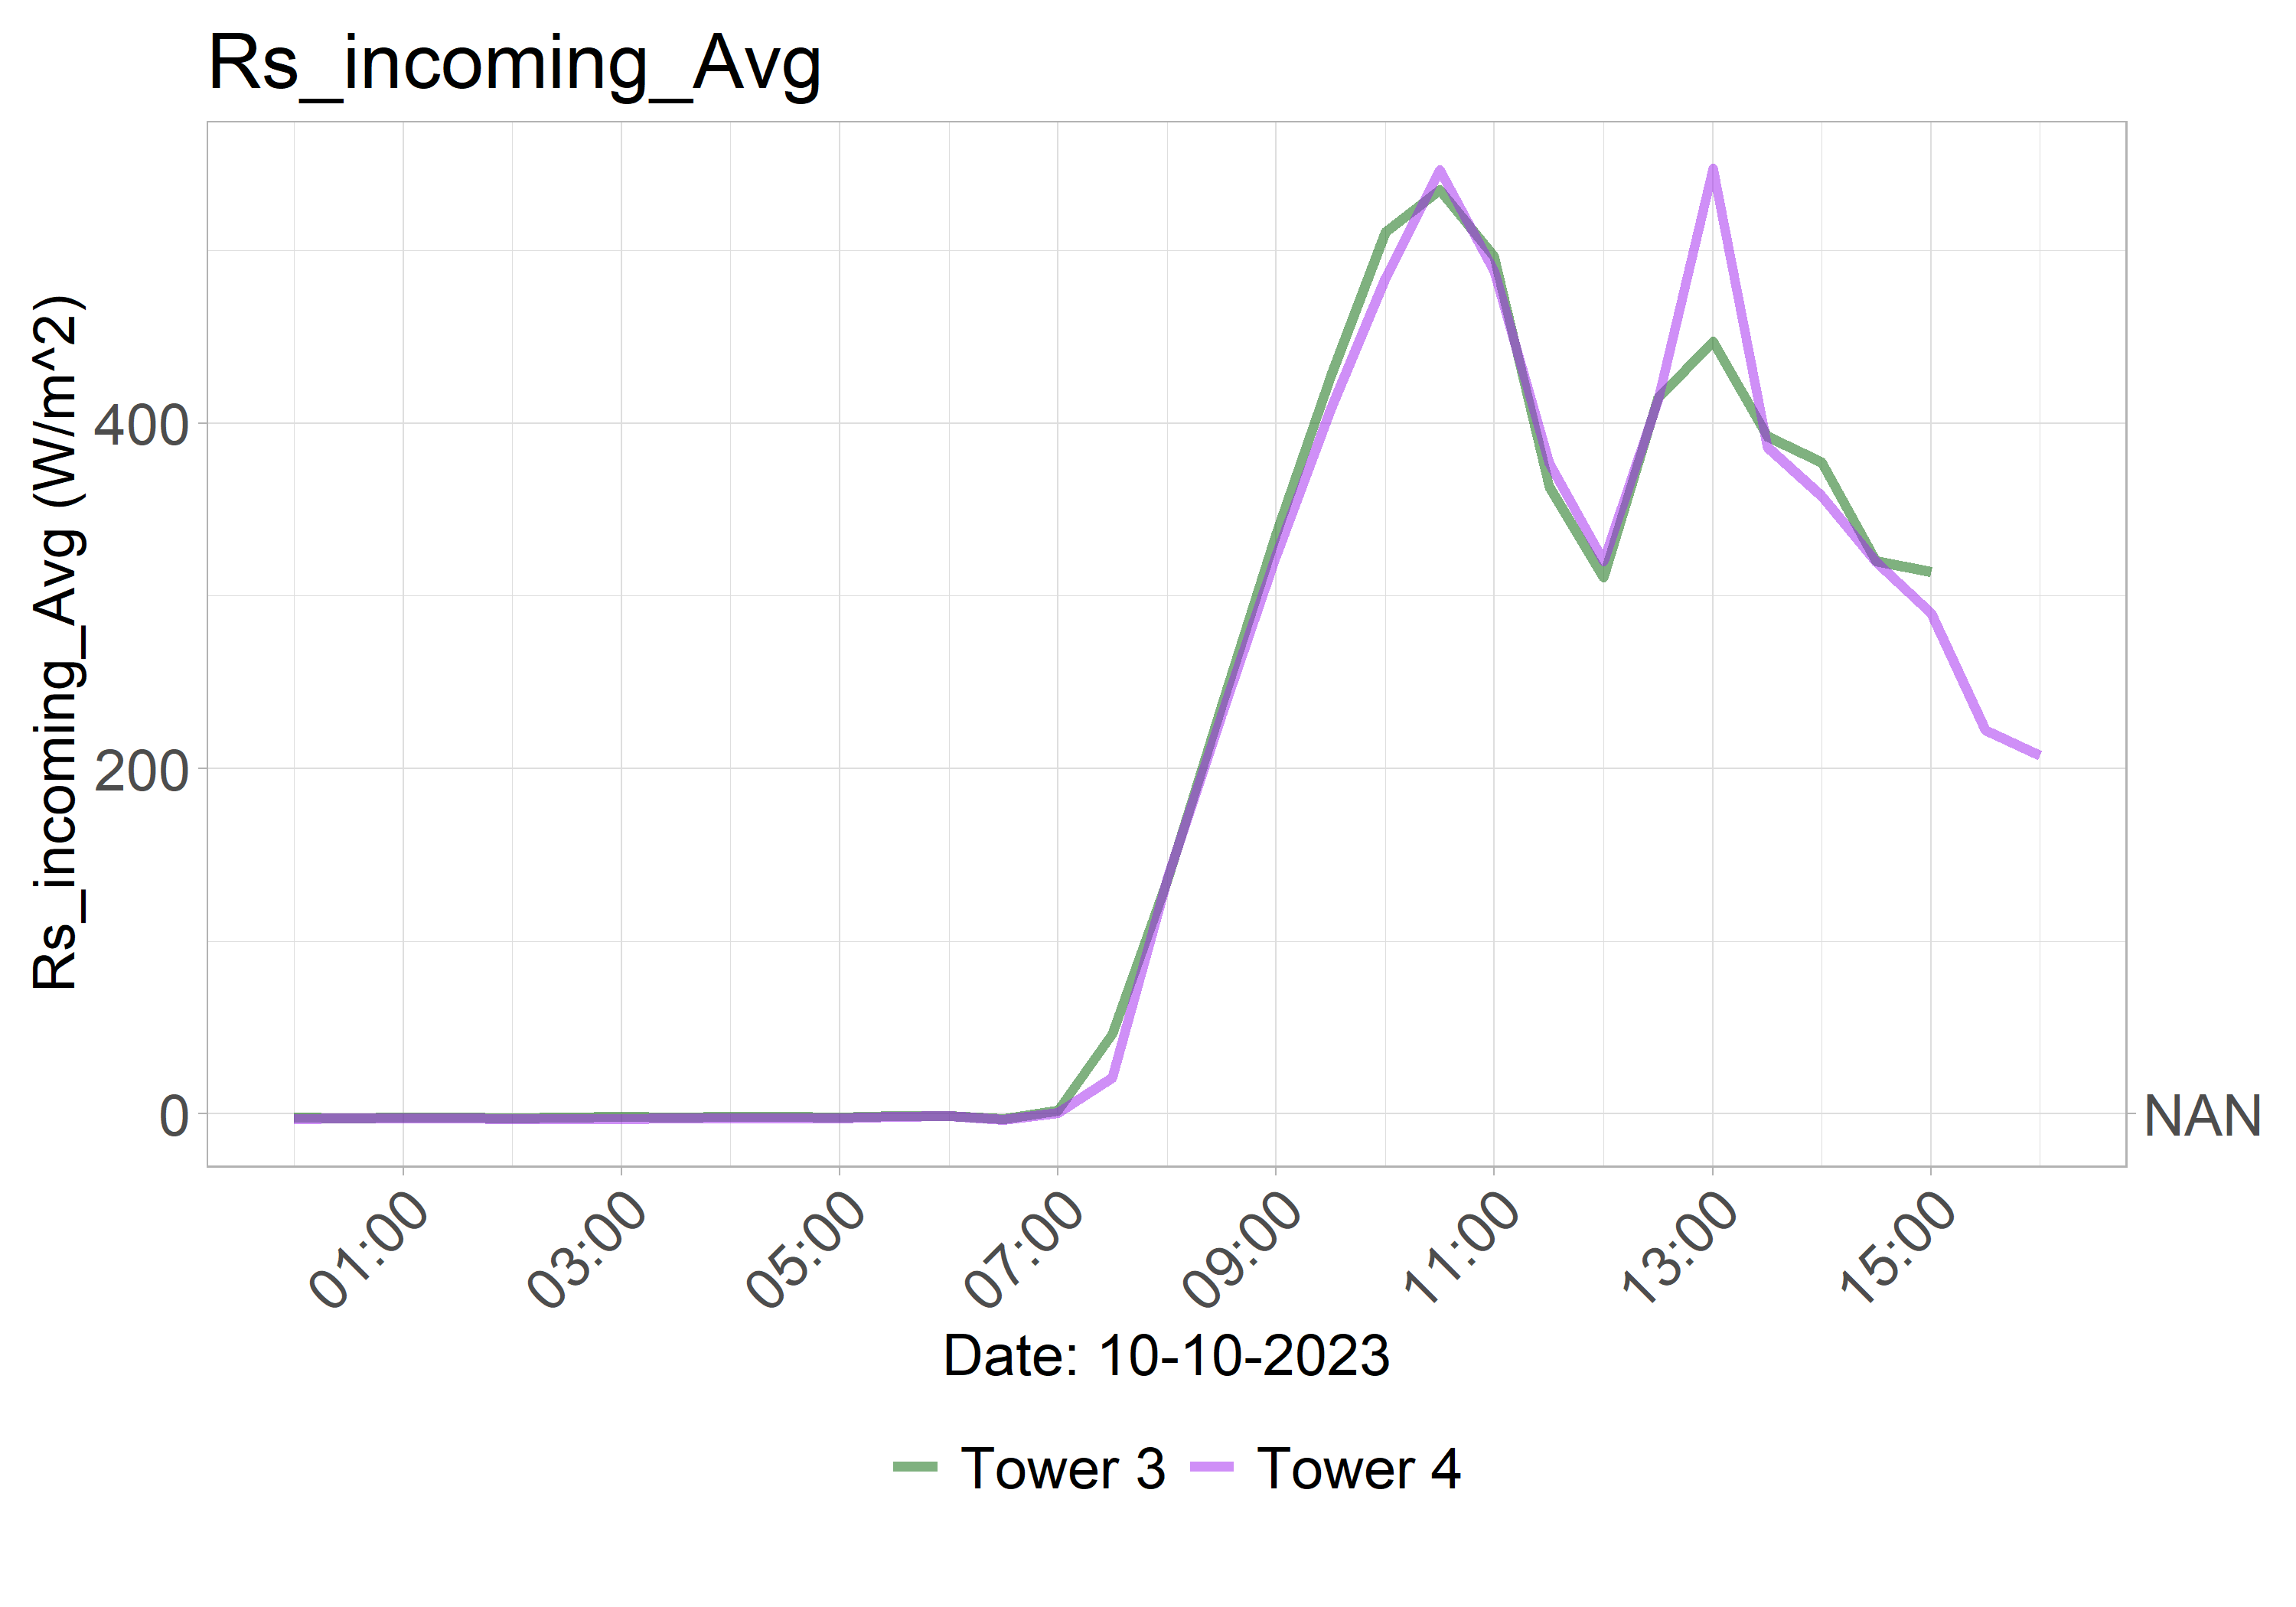 Rs_incoming_Avg
Rs_incoming_Avg (W/m^2)
400
200
0
NAN
01:00
03:00
05:00
07:00
09:00
11:00
13:00
15:00
Date: 10-10-2023
Tower 3
Tower 4